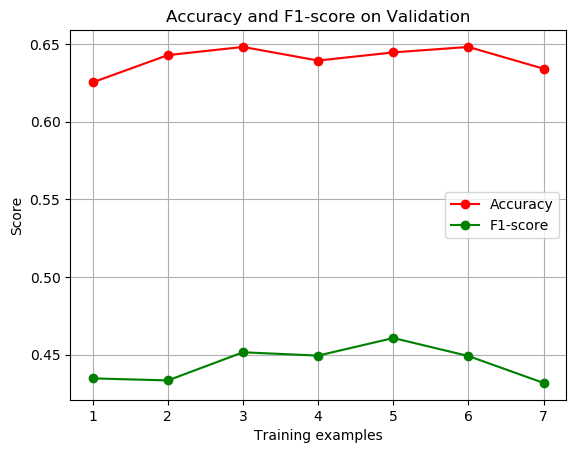 Accuracy and F1-score on Validation
0.65
0.60
0.55
0.50
0.45
Score
Accuracy
F1-score
1 2 3 4 5 6 7
Training examples